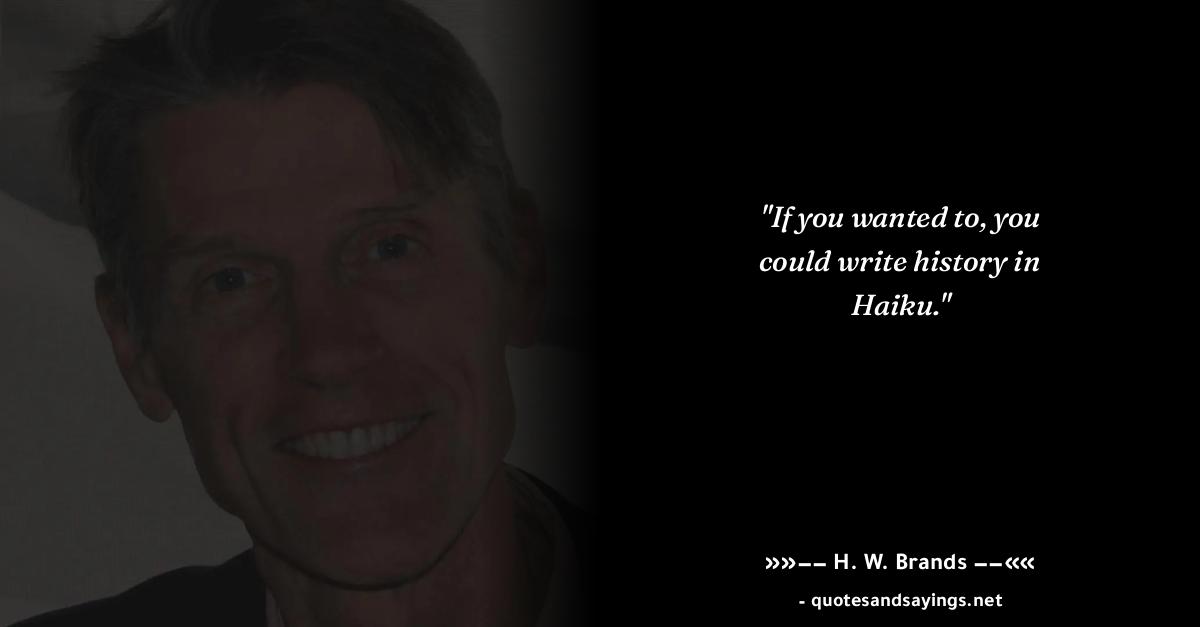 "If you wanted to, you
could write history in
Haiku."
»»–– H. W. Brands ––««
- quotesandsayings.net